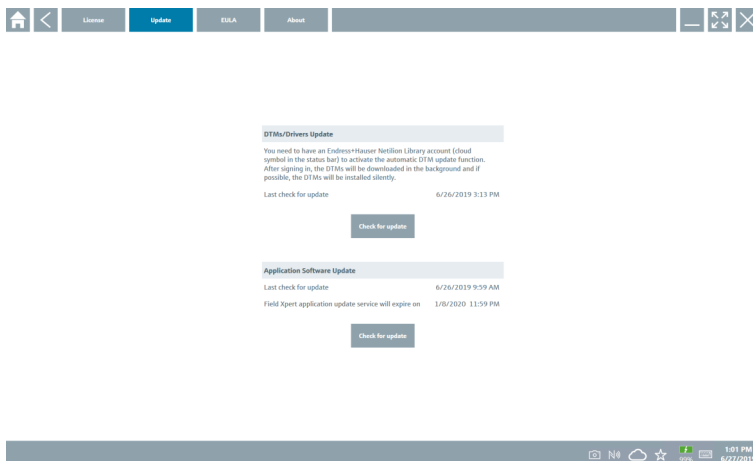 License Update EULA About
DTMs/Drivers Update
You need to have an Endress+Hauser Netilion Library account (cloud
symbol in the status bar) to activate the automatic DTM update function.
After signing in, the DTMs will be downloaded in the background and if
possible, the DTMs will be installed silently.
Last check for update 6/26/2019 3:13 PM
Check for update
Application Software Update
Last check for update 6/26/2019 9:59 AM
Field Xpert application update service will expire on 1/8/2020 11:59 PM
Check for update
99% 1:01 PM
6/27/201